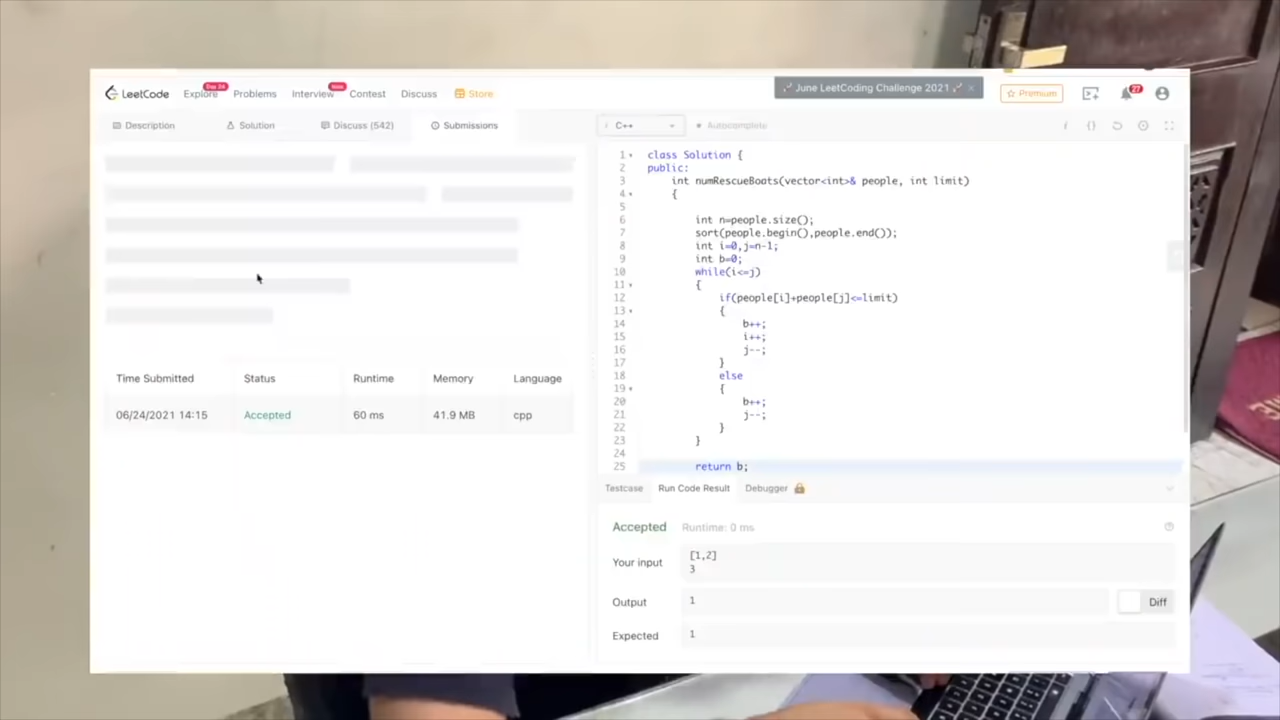 LeetCode
Explore
Day 24
Problems
Interview
New
Contest
Discuss
Store
June LeetCoding Challenge 2021
×
Premium
27
Description
Solution
Discuss (542)
Submissions
i C++
Autocomplete
i {}
1 class Solution {
2 public:
3 int numRescueBoats(vector<int>& people, int limit)
4 {
5
6 int n=people.size();
7 sort(people.begin(),people.end());
8 int i=0,j=n-1;
9 int b=0;
10 while(i<=j)
11 {
12 if(people[i]+people[j]<=limit)
13 {
14 b++;
15 i++;
16 j--;
17 }
18 else
19 {
20 b++;
21 j--;
22 }
23 }
24
25 return b;
Time Submitted Status Runtime Memory Language
06/24/2021 14:15 Accepted 60 ms 41.9 MB cpp
Testcase Run Code Result Debugger
Accepted Runtime: 0 ms
Your input
[1,2]
3
Output 1 Diff
Expected 1